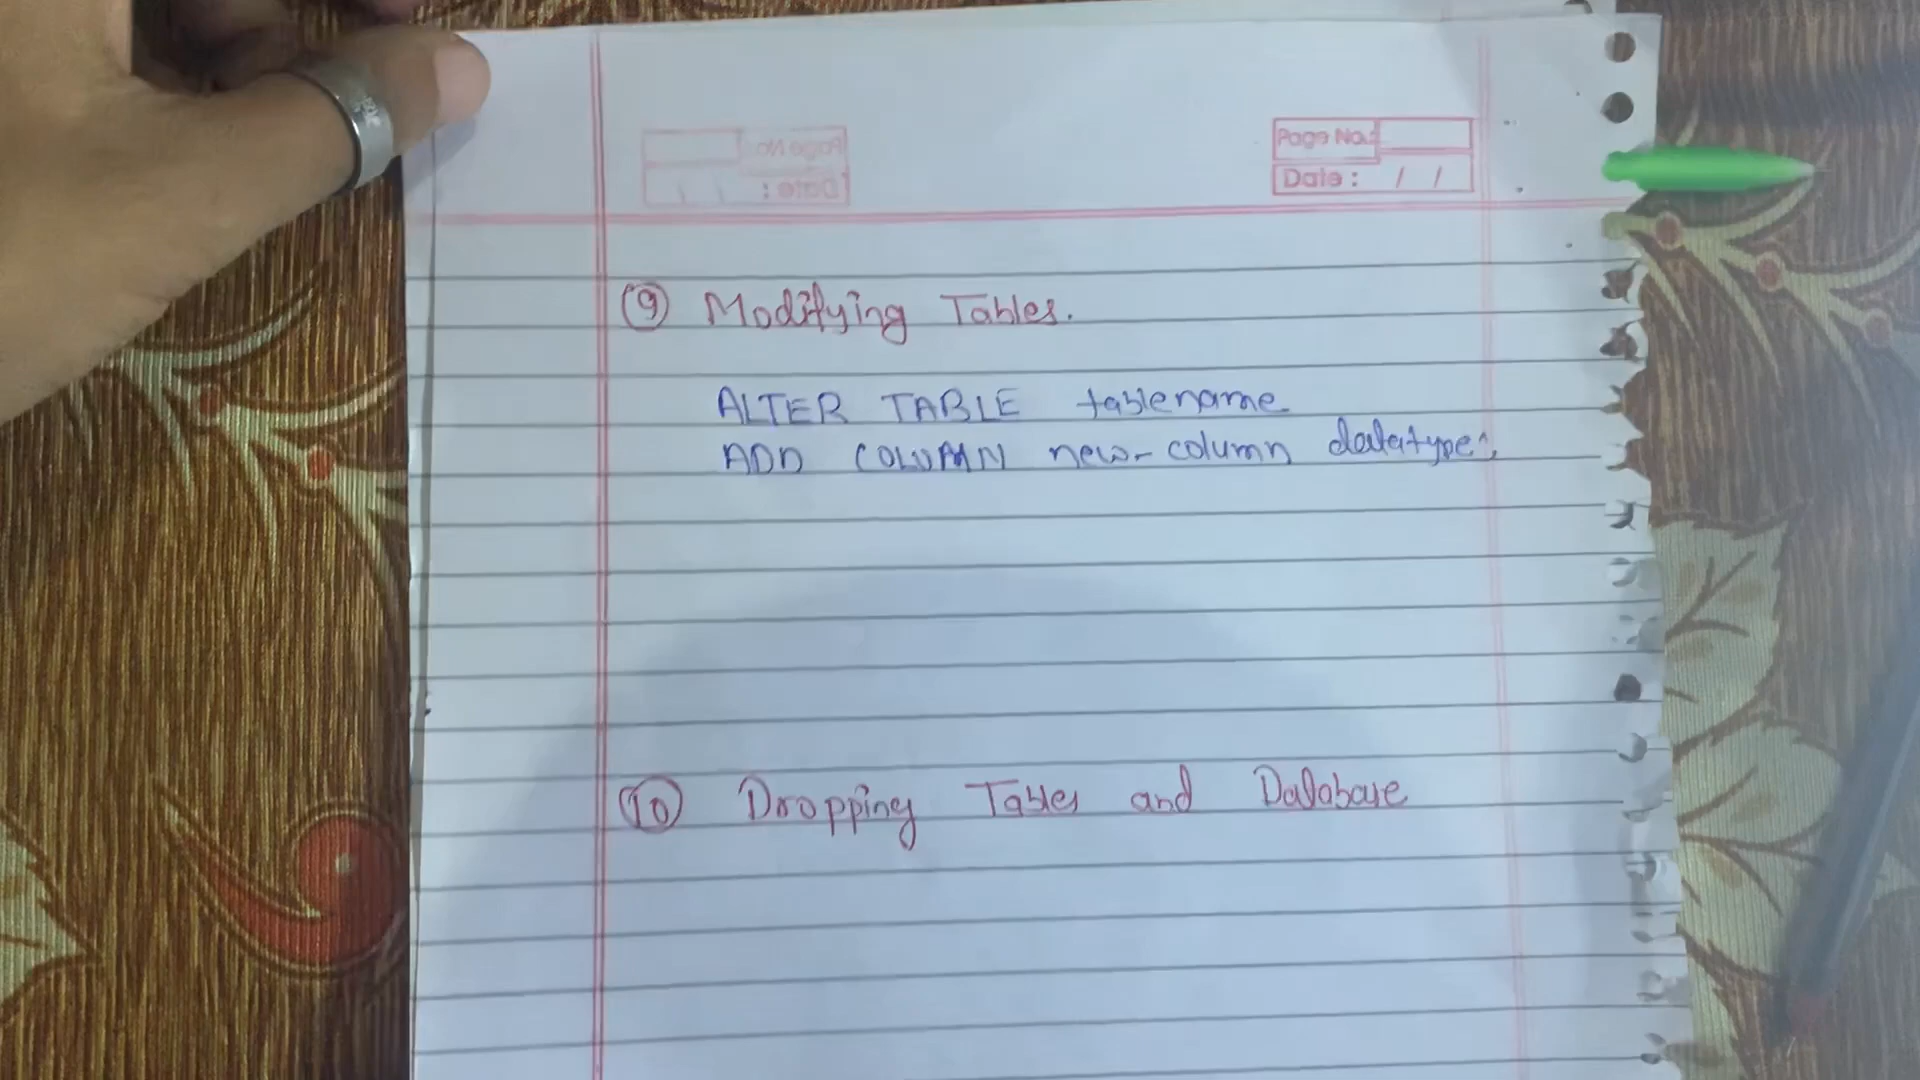 Page No.:
Date : / /
⑨ Modifying Tables.
ALTER TABLE tablename
ADD COLUMN new-column datatype;
⑩ Dropping Tables and Database